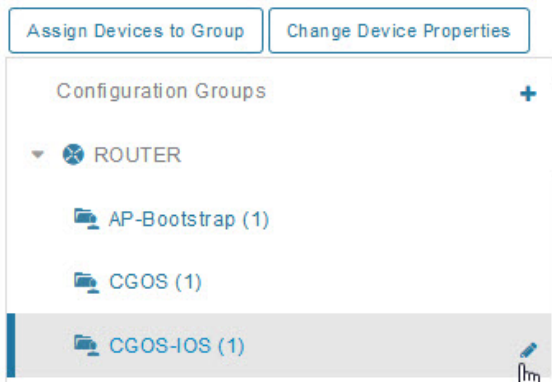 Assign Devices to Group Change Device Properties
Configuration Groups
ROUTER
AP-Bootstrap (1)
CGOS (1)
CGOS-IOS (1)